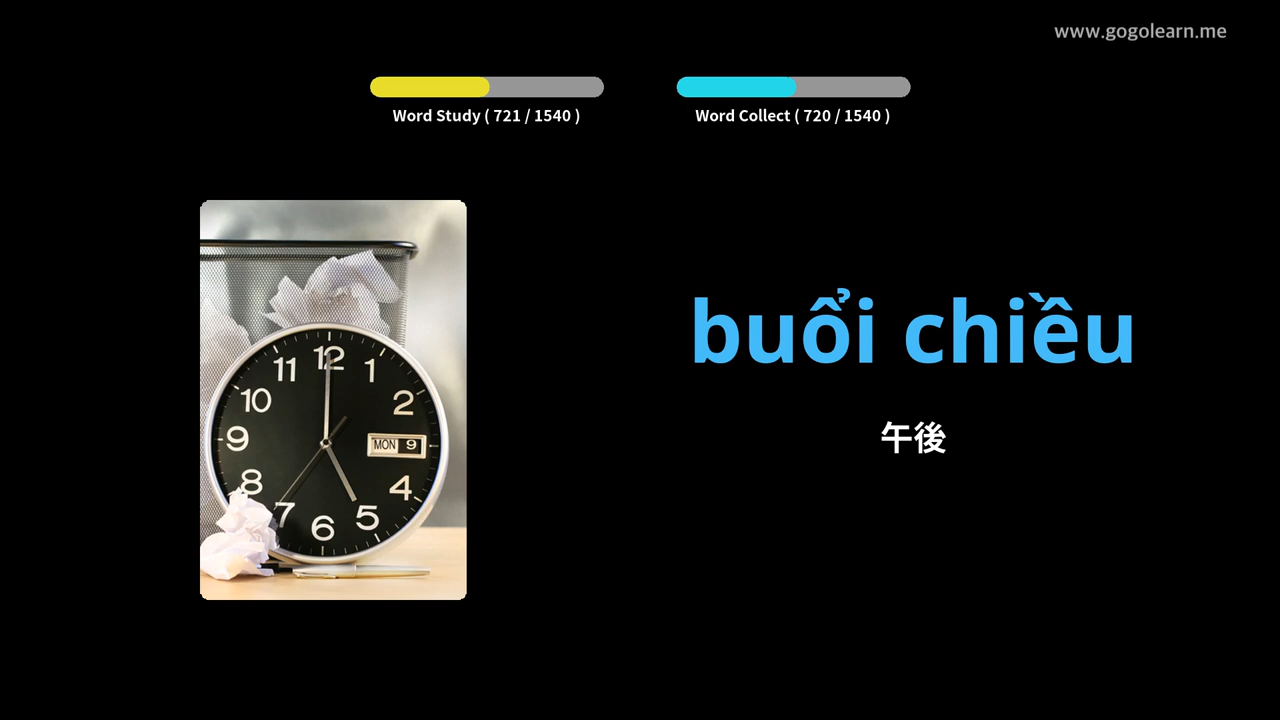 www.gogolearn.me
Word Study ( 721 / 1540 )
Word Collect ( 720 / 1540 )
buổi chiều
午後
12
11
1
10
2
9
MON 9
8
4
7
5
6